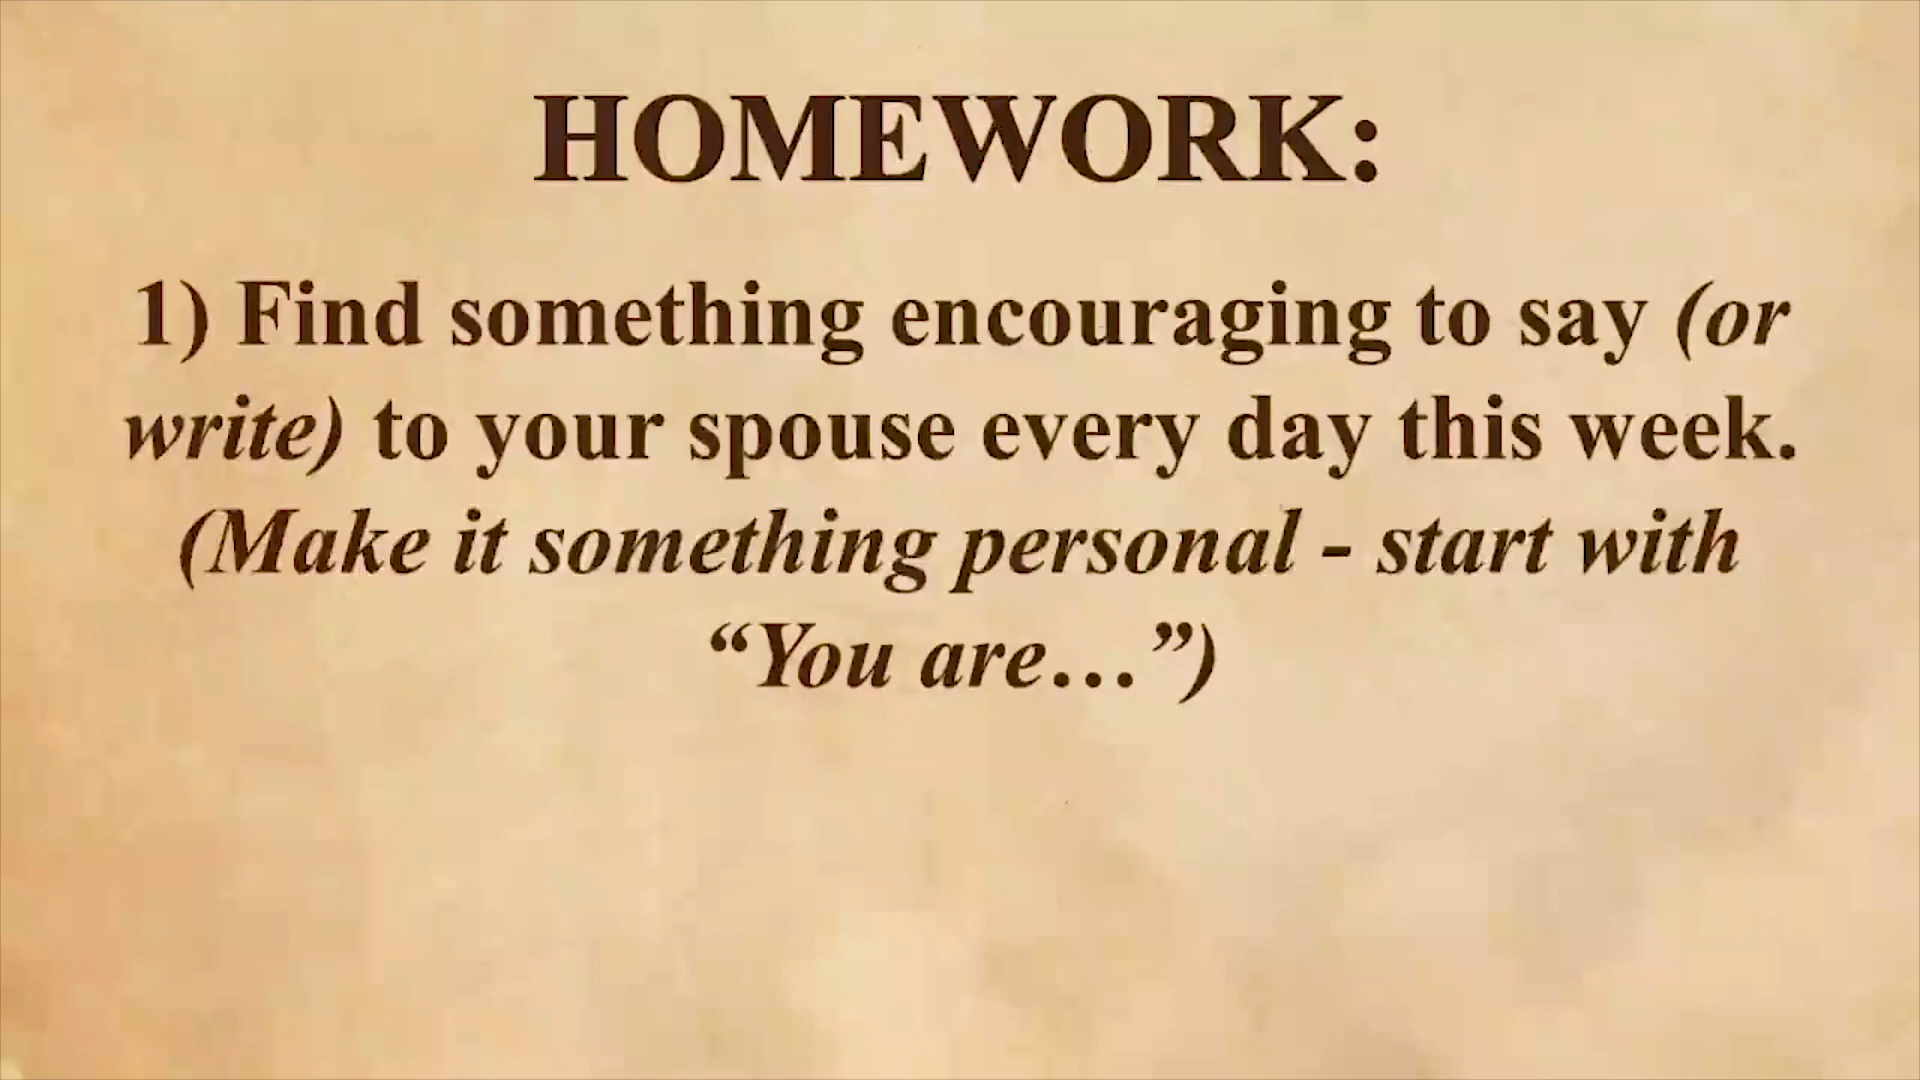 HOMEWORK:
1) Find something encouraging to say (or
write) to your spouse every day this week.
(Make it something personal - start with
“You are…”)